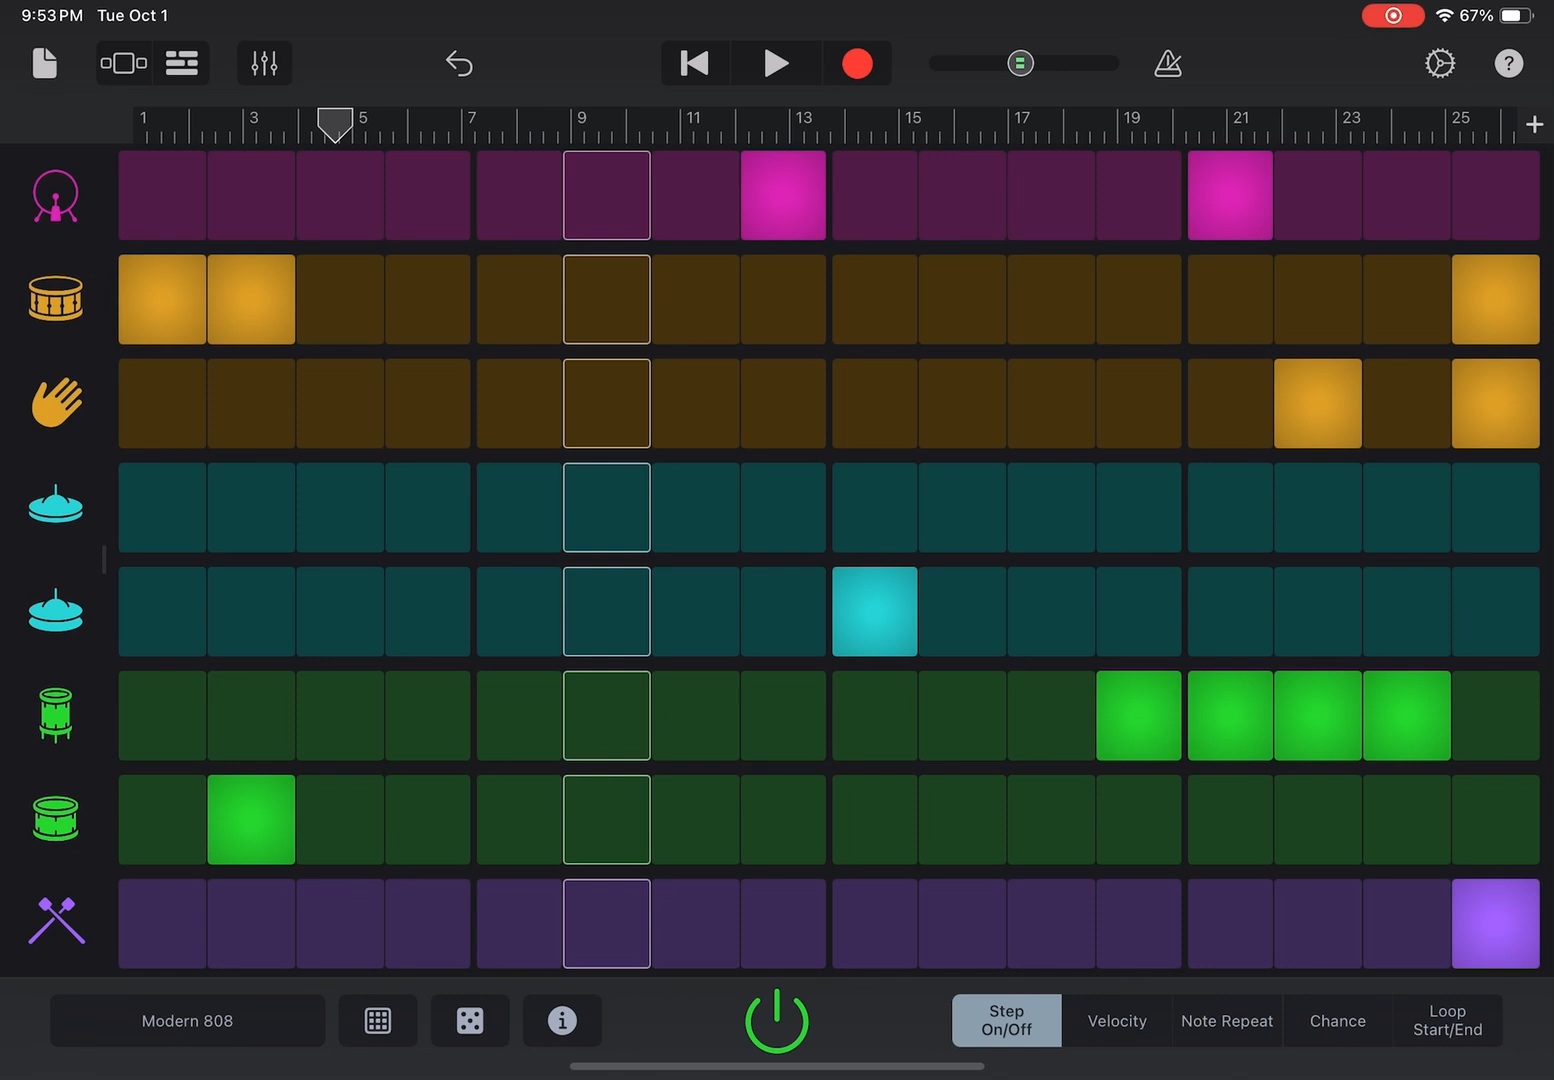 9:53 PM Tue Oct 1
67%
1 3 5 7 9 11 13 15 17 19 21 23 25 +
Modern 808
Step
On/Off
Velocity
Note Repeat
Chance
Loop
Start/End